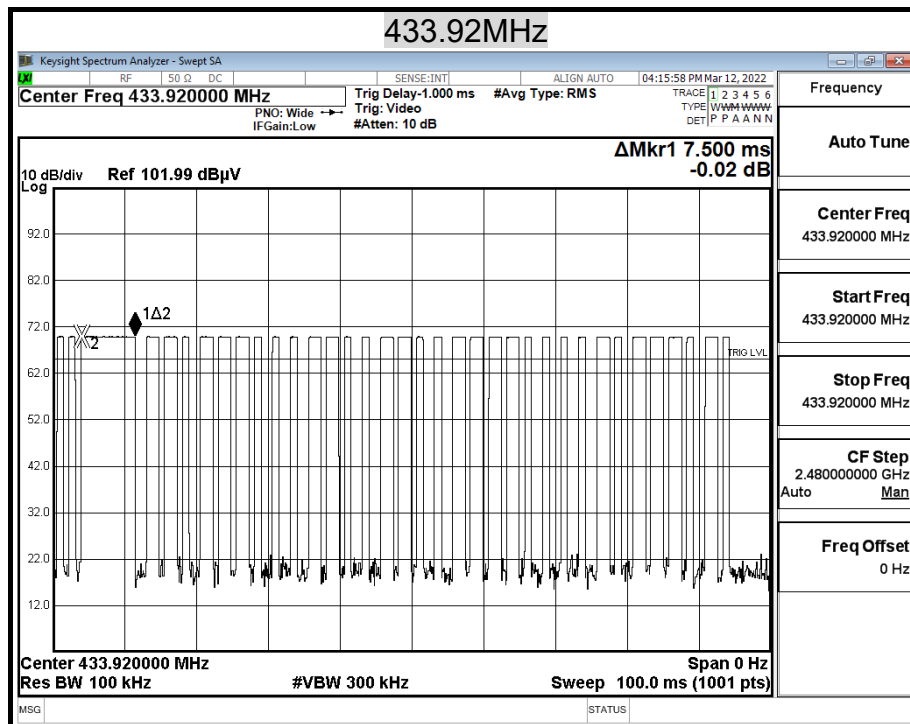 433.92MHz
Keysight Spectrum Analyzer - Swept SA
LXI RF 50 Ω DC SENSE:INT ALIGN AUTO 04:15:58 PM Mar 12, 2022
Center Freq 433.920000 MHz
PNO: Wide
IFGain:Low
Trig Delay-1.000 ms
Trig: Video
#Atten: 10 dB
#Avg Type: RMS
TRACE 1 2 3 4 5 6
TYPE WWMWWWW
DET P P A A N N
ΔMkr1 7.500 ms
-0.02 dB
10 dB/div
Log
Ref 101.99 dBµV
92.0
82.0
1Δ2
72.0
2
TRIG LVL
62.0
52.0
42.0
32.0
22.0
12.0
Center 433.920000 MHz
Span 0 Hz
Res BW 100 kHz
#VBW 300 kHz
Sweep 100.0 ms (1001 pts)
MSG
STATUS
Frequency
Auto Tune
Center Freq
433.920000 MHz
Start Freq
433.920000 MHz
Stop Freq
433.920000 MHz
CF Step
2.480000000 GHz
Auto Man
Freq Offset
0 Hz